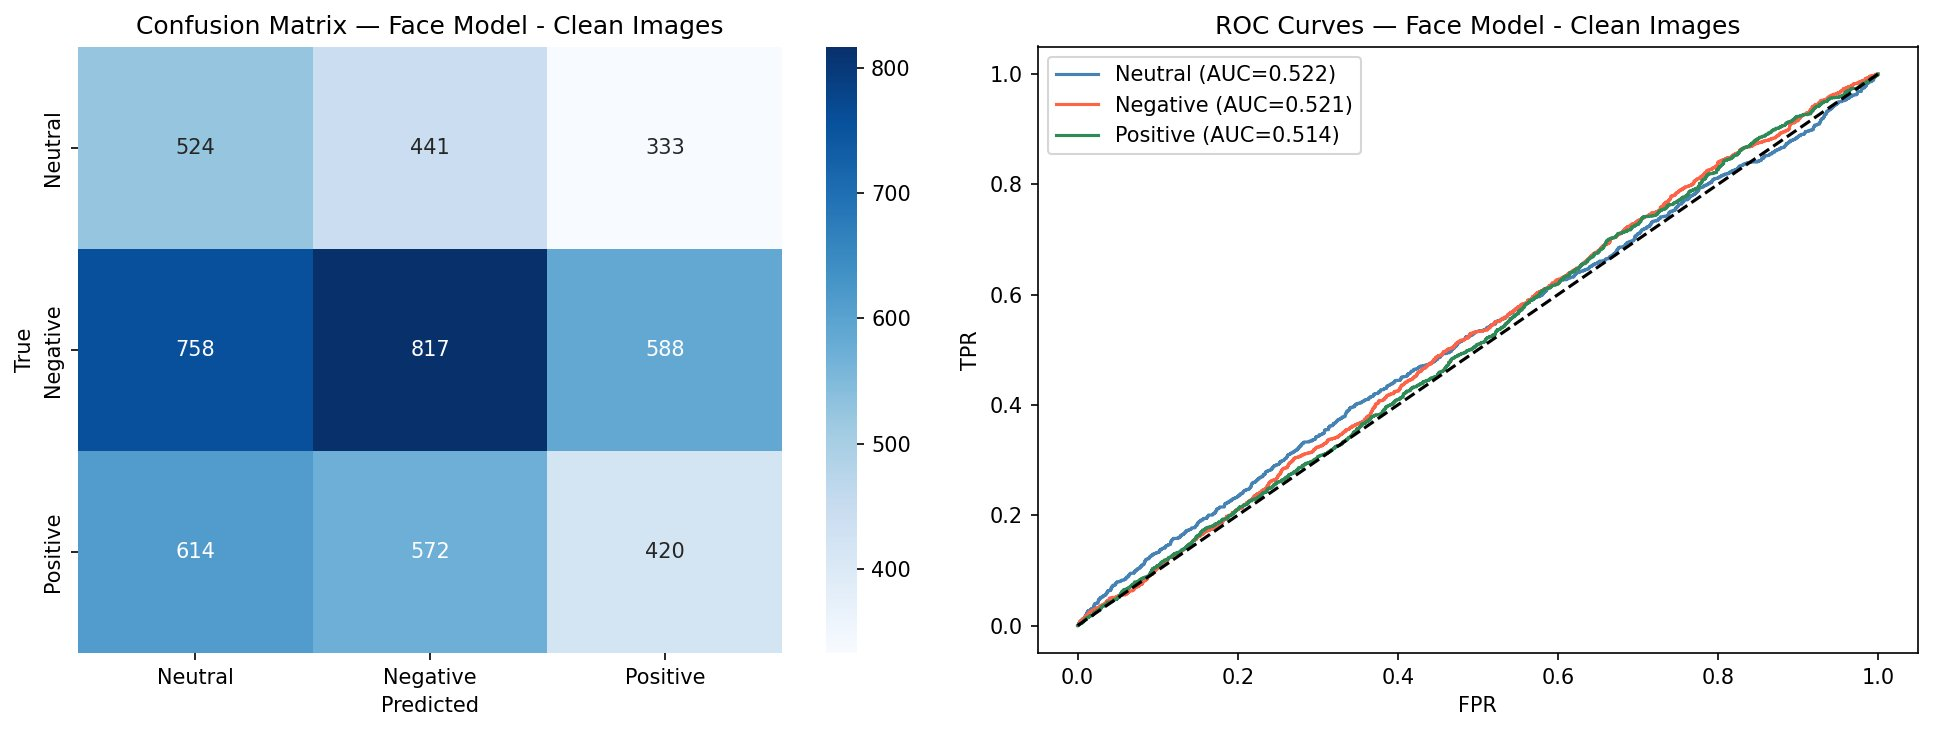 Confusion Matrix — Face Model - Clean Images
True
Neutral
Negative
Positive
524 441 333
758 817 588
614 572 420
Neutral Negative Positive
Predicted
800
700
600
500
400
ROC Curves — Face Model - Clean Images
Neutral (AUC=0.522)
Negative (AUC=0.521)
Positive (AUC=0.514)
TPR
1.0
0.8
0.6
0.4
0.2
0.0
0.0 0.2 0.4 0.6 0.8 1.0
FPR